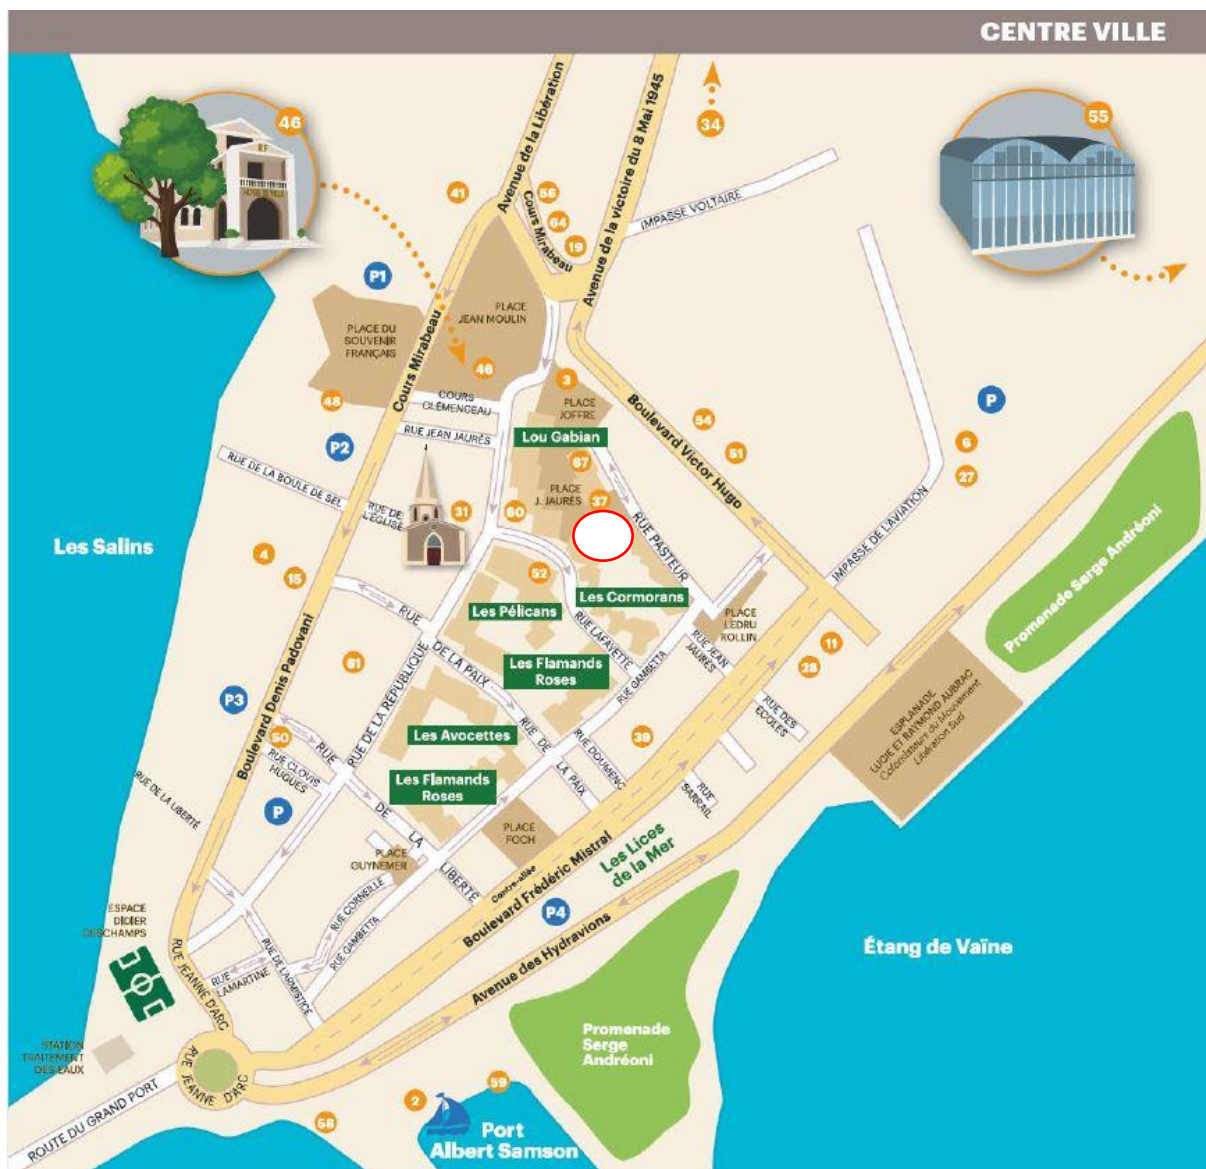 CENTRE VILLE
46
55
34
Avenue de la Libération
Avenue de la victoire du 8 Mai 1945
41
56
64
Cours Mirabeau
19
IMPASSE VOLTAIRE
P1
PLACE
JEAN MOULIN
PLACE DU
SOUVENIR
FRANÇAIS
Cours Mirabeau
46
48
COURS
CLÉMENCEAU
3
PLACE
JOFFRE
P
54
51
Boulevard Victor Hugo
6
27
P2
RUE JEAN JAURÈS
Lou Gabian
67
RUE DE LA BOULE DE SEL
RUE DE
L'ÉGLISE
31
60
PLACE
J. JAURÈS
37
RUE PASTEUR
IMPASSE DE L'AVIATION
Les Salins
4
15
52
Les Pélicans
Les Cormorans
PLACE
LEDRU
ROLLIN
Promenade Serge Andréoni
RUE
DE LA PAIX
RUE LAFAYETTE
RUE GAMBETTA
RUE JEAN
JAURÈS
11
28
61
Boulevard Denis Padovani
RUE DE LA RÉPUBLIQUE
Les Flamands
Roses
P3
50
RUE
RUE CLOVIS
HUGUES
Les Avocettes
RUE DE
LA PAIX
RUE DOUMENC
39
RUE DES
ECOLES
ESPLANADE
LUCIE ET RAYMOND AUBRAC
Cofondateurs du Mouvement
Libération Sud
RUE DE LA LIBERTÉ
P
Les Flamands
Roses
DE
LA
LIBERTÉ
PLACE
FOCH
RUE
SARRAIL
PLACE
GUYNEMER
Les Lices
de la Mer
Contre-allée
Boulevard Frédéric Mistral
P4
ESPACE
DIDIER
DESCHAMPS
RUE CORNEILLE
RUE GAMBETTA
RUE
LAMARTINE
RUE DE L'ARMISTICE
RUE JEANNE D'ARC
Avenue des Hydravions
Étang de Vaïne
STATION
TRAITEMENT
DES EAUX
RUE JEANNE D'ARC
Promenade
Serge
Andréoni
ROUTE DU GRAND PORT
58
2
59
Port
Albert Samson